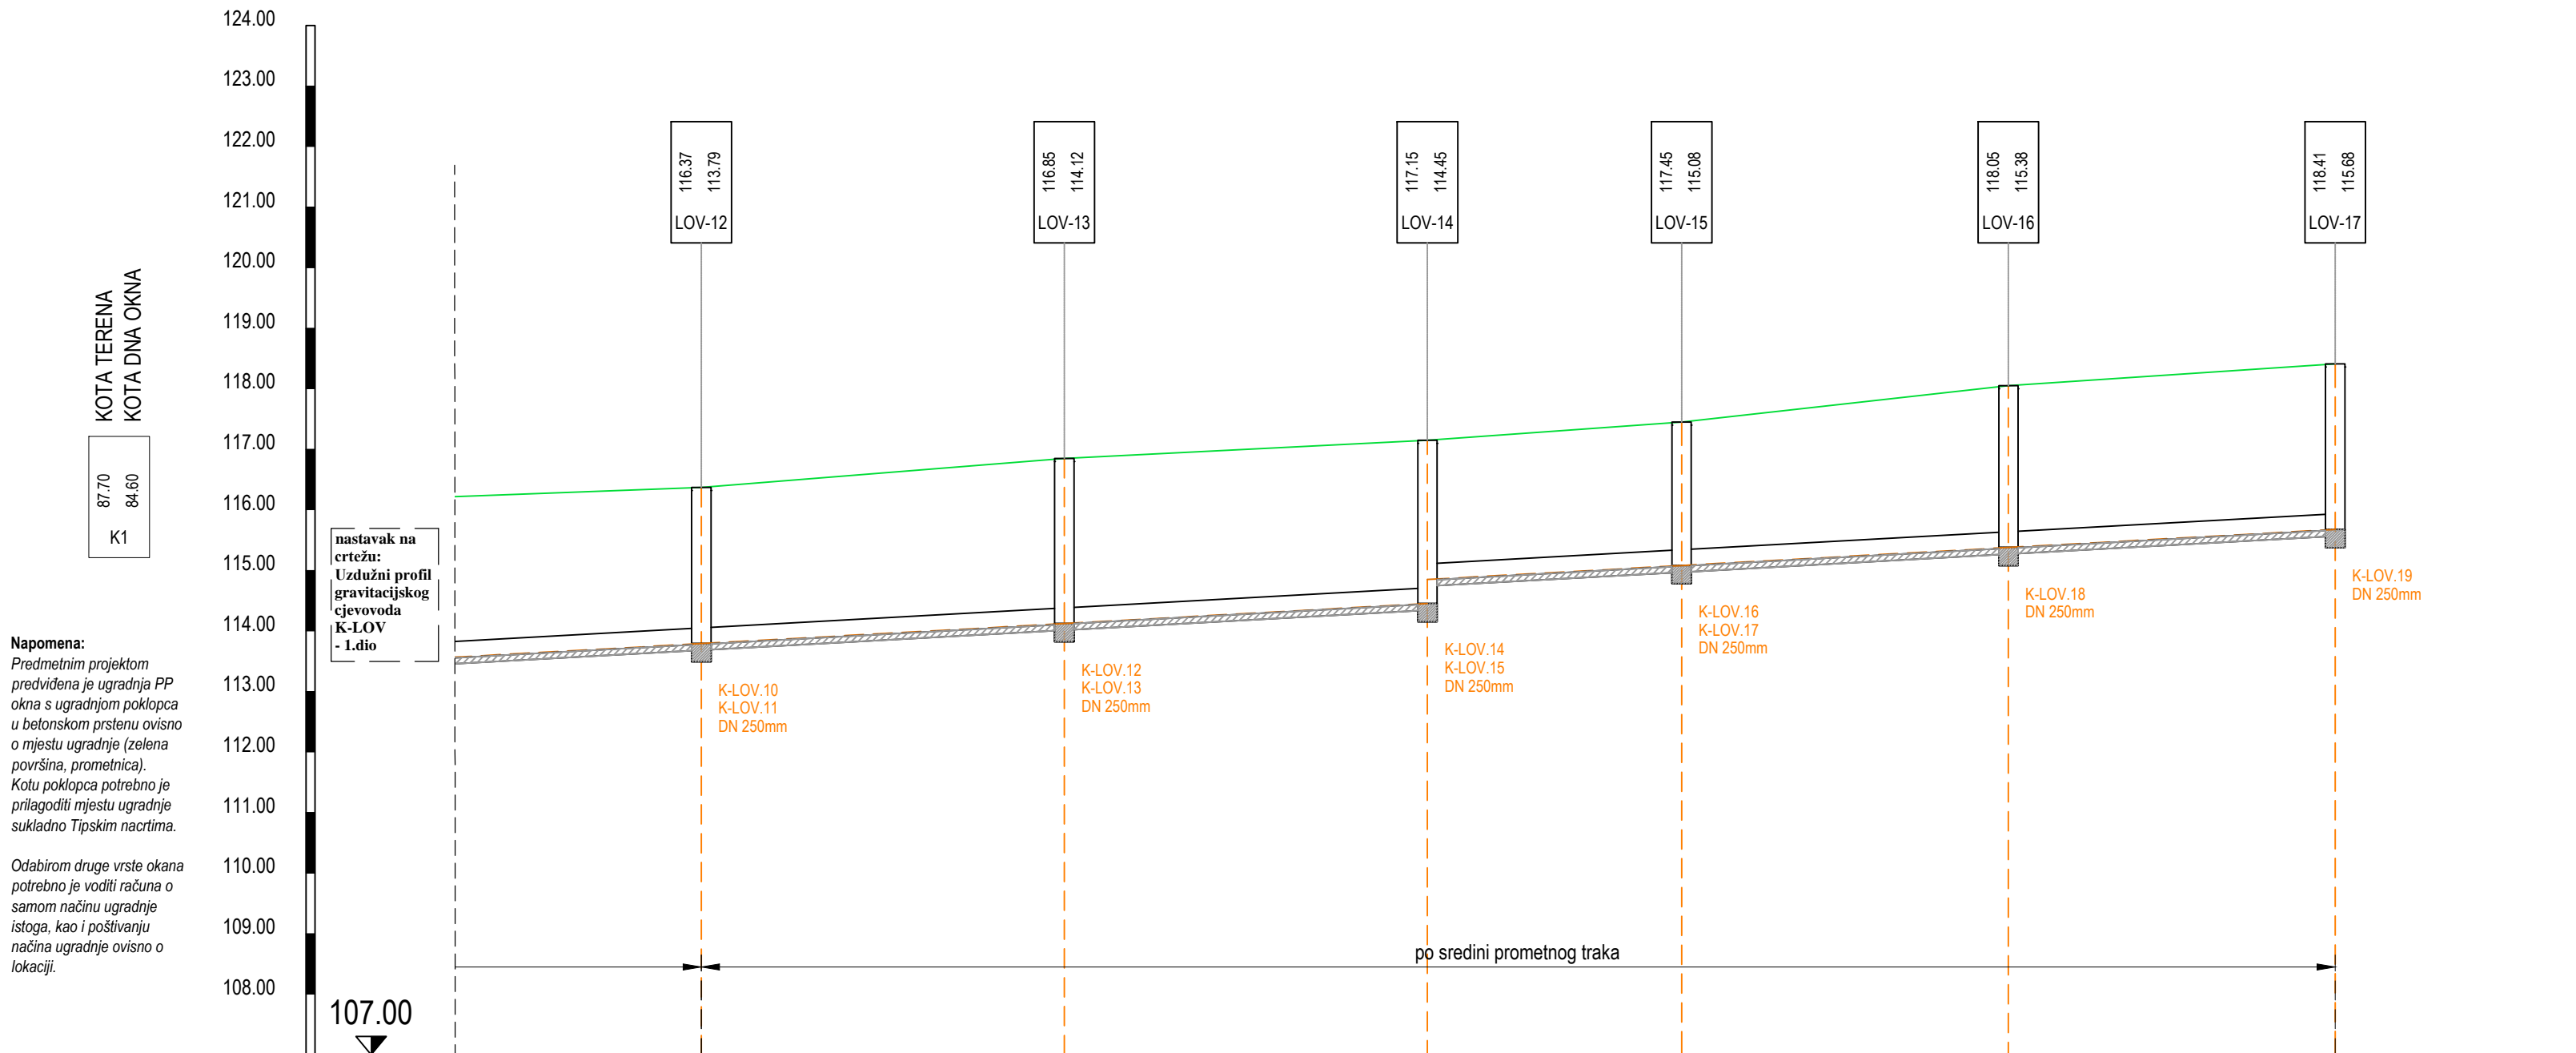 124.00
123.00
122.00
121.00
120.00
119.00
118.00
117.00
116.00
115.00
114.00
113.00
112.00
111.00
110.00
109.00
108.00
107.00
KOTA TERENA
KOTA DNA OKNA
87.70
84.60
K1
Napomena:
Predmetnim projektom
predviđena je ugradnja PP
okna s ugradnjom poklopca
u betonskom prstenu ovisno
o mjestu ugradnje (zelena
površina, prometnica).
Kotu poklopca potrebno je
prilagoditi mjestu ugradnje
sukladno Tipskim nacrtima.
Odabirom druge vrste okana
potrebno je voditi računa o
samom načinu ugradnje
istoga, kao i poštivanju
načina ugradnje ovisno o
lokaciji.
nastavak na
crtežu:
Uzdužni profil
gravitacijskog
cjevovoda
K-LOV
- 1.dio
116.37
113.79
LOV-12
116.85
114.12
LOV-13
117.15
114.45
LOV-14
117.45
115.08
LOV-15
118.05
115.38
LOV-16
118.41
115.68
LOV-17
K-LOV.10
K-LOV.11
DN 250mm
K-LOV.12
K-LOV.13
DN 250mm
K-LOV.14
K-LOV.15
DN 250mm
K-LOV.16
K-LOV.17
DN 250mm
K-LOV.18
DN 250mm
K-LOV.19
DN 250mm
po sredini prometnog traka